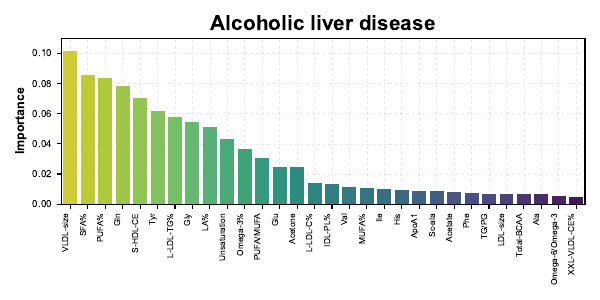 Alcoholic liver disease
Importance
0.10
0.08
0.06
0.04
0.02
0.00
VLDL-size
SFA%
PUFA%
Gln
S-HDL-CE
Tyr
L-LDL-TG%
Gly
LA%
Unsaturation
Omega-3%
PUFA/MUFA
Glu
Acetone
L-LDL-C%
IDL-PL%
Val
MUFA%
Ile
His
ApoA1
Acetate
Phe
TG/PG
LDL-size
Total-BCAA
Ala
Omega-6/Omega-3
XXL-VLDL-CE%